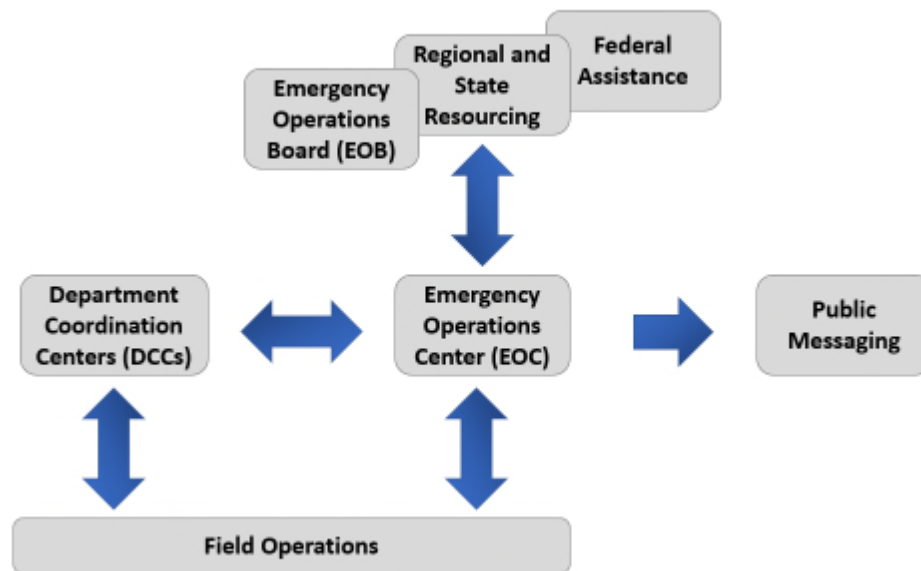 Federal
Assistance
Regional and
State
Resourcing
Emergency
Operations
Board (EOB)
Department
Coordination
Centers (DCCs)
Emergency
Operations
Center (EOC)
Public
Messaging
Field Operations